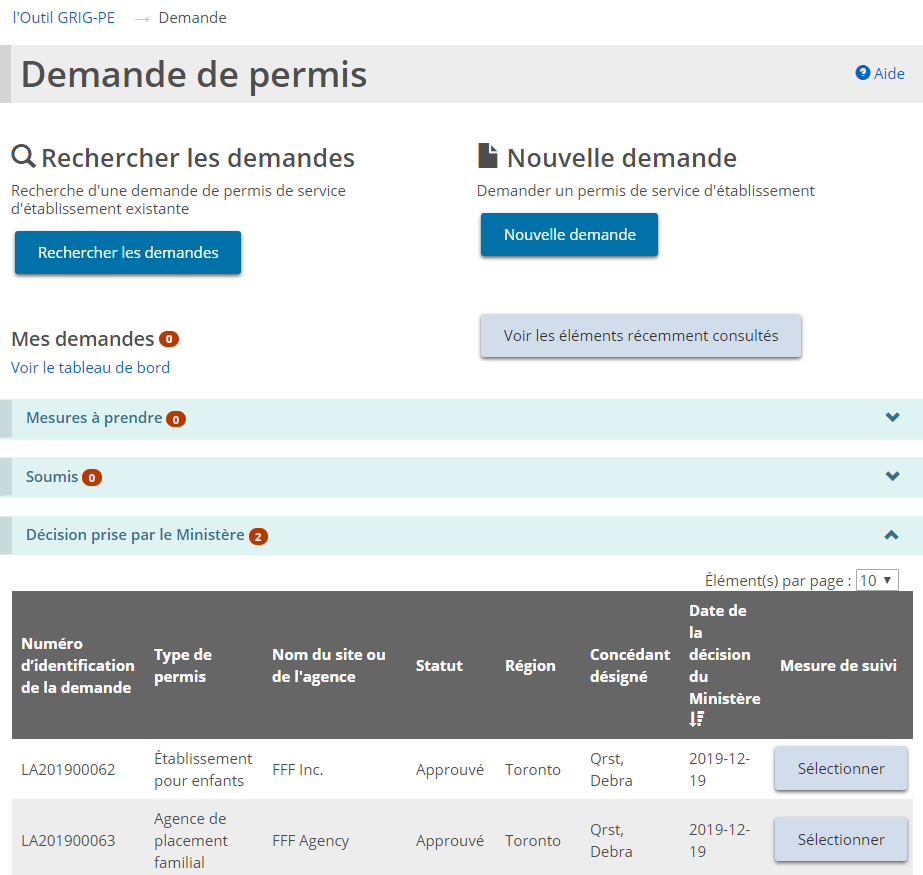 l'Outil GRIG-PE → Demande
Demande de permis
Aide
Rechercher les demandes
Recherche d'une demande de permis de service
d'établissement existante
Rechercher les demandes
Nouvelle demande
Demander un permis de service d'établissement
Nouvelle demande
Mes demandes 0
Voir le tableau de bord
Voir les éléments récemment consultés
Mesures à prendre 0
Soumis 0
Décision prise par le Ministère 2
Élément(s) par page : 10
Numéro
d’identification
de la demande
Type de
permis
Nom du site ou
de l'agence
Statut
Région
Concédant
désigné
Date de
la
décision
du
Ministère
Mesure de suivi
LA201900062
Établissement
pour enfants
FFF Inc.
Approuvé
Toronto
Qrst,
Debra
2019-12-
19
Sélectionner
LA201900063
Agence de
placement
familial
FFF Agency
Approuvé
Toronto
Qrst,
Debra
2019-12-
19
Sélectionner